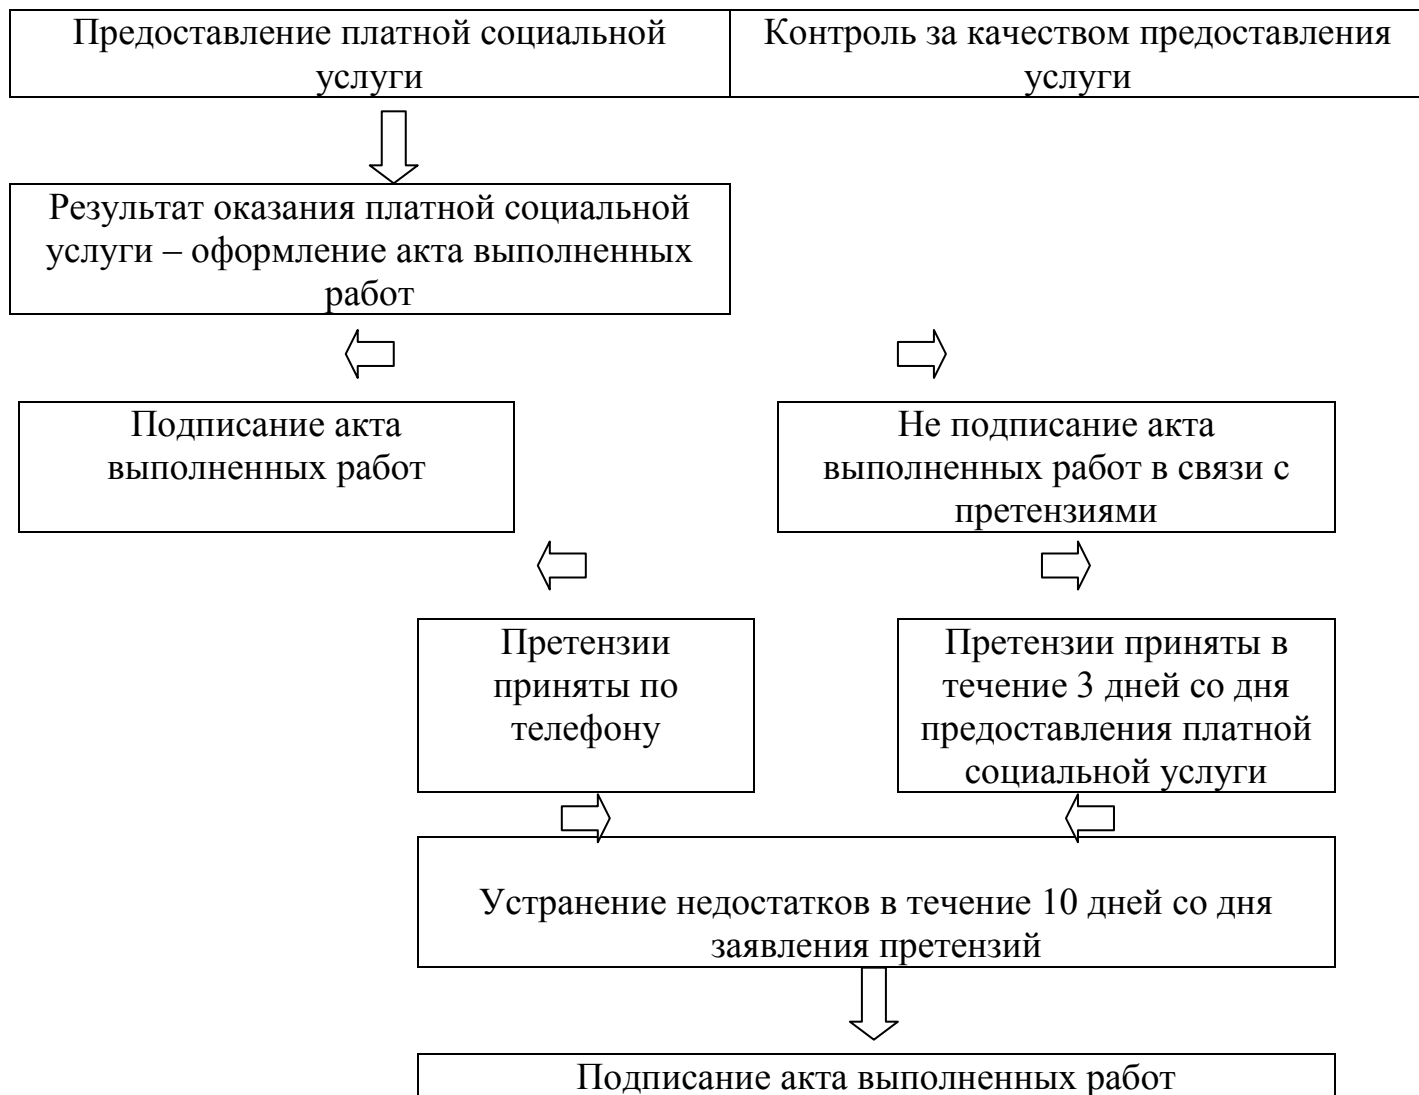 Предоставление платной социальной
услуги
Контроль за качеством предоставления
услуги
Результат оказания платной социальной
услуги – оформление акта выполненных
работ
Подписание акта
выполненных работ
Не подписание акта
выполненных работ в связи с
претензиями
Претензии
приняты по
телефону
Претензии приняты в
течение 3 дней со дня
предоставления платной
социальной услуги
Устранение недостатков в течение 10 дней со дня
заявления претензий
Подписание акта выполненных работ